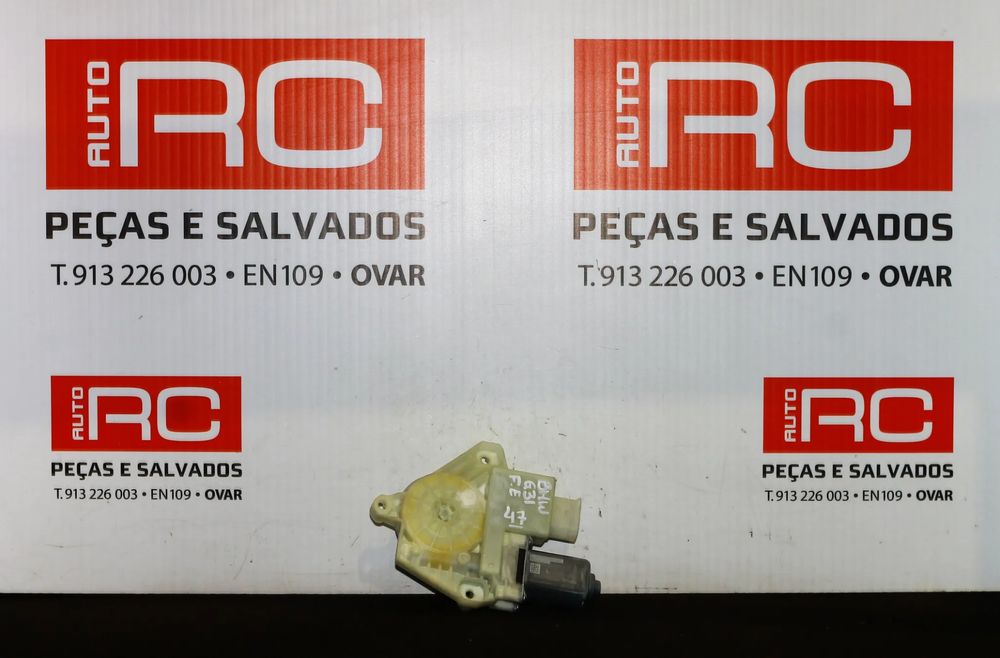 AUTO RC
PEÇAS E SALVADOS
T. 913 226 003 • EN109 • OVAR
AUTO RC
PEÇAS E SALVADOS
T. 913 226 003 • EN109 • OVAR
AUTO RC
PEÇAS E SALVADOS
T. 913 226 003 • EN109 • OVAR
AUTO RC
PEÇAS E SALVADOS
T. 913 226 003 • EN109 • OVAR
BMW
G31
F.E
47